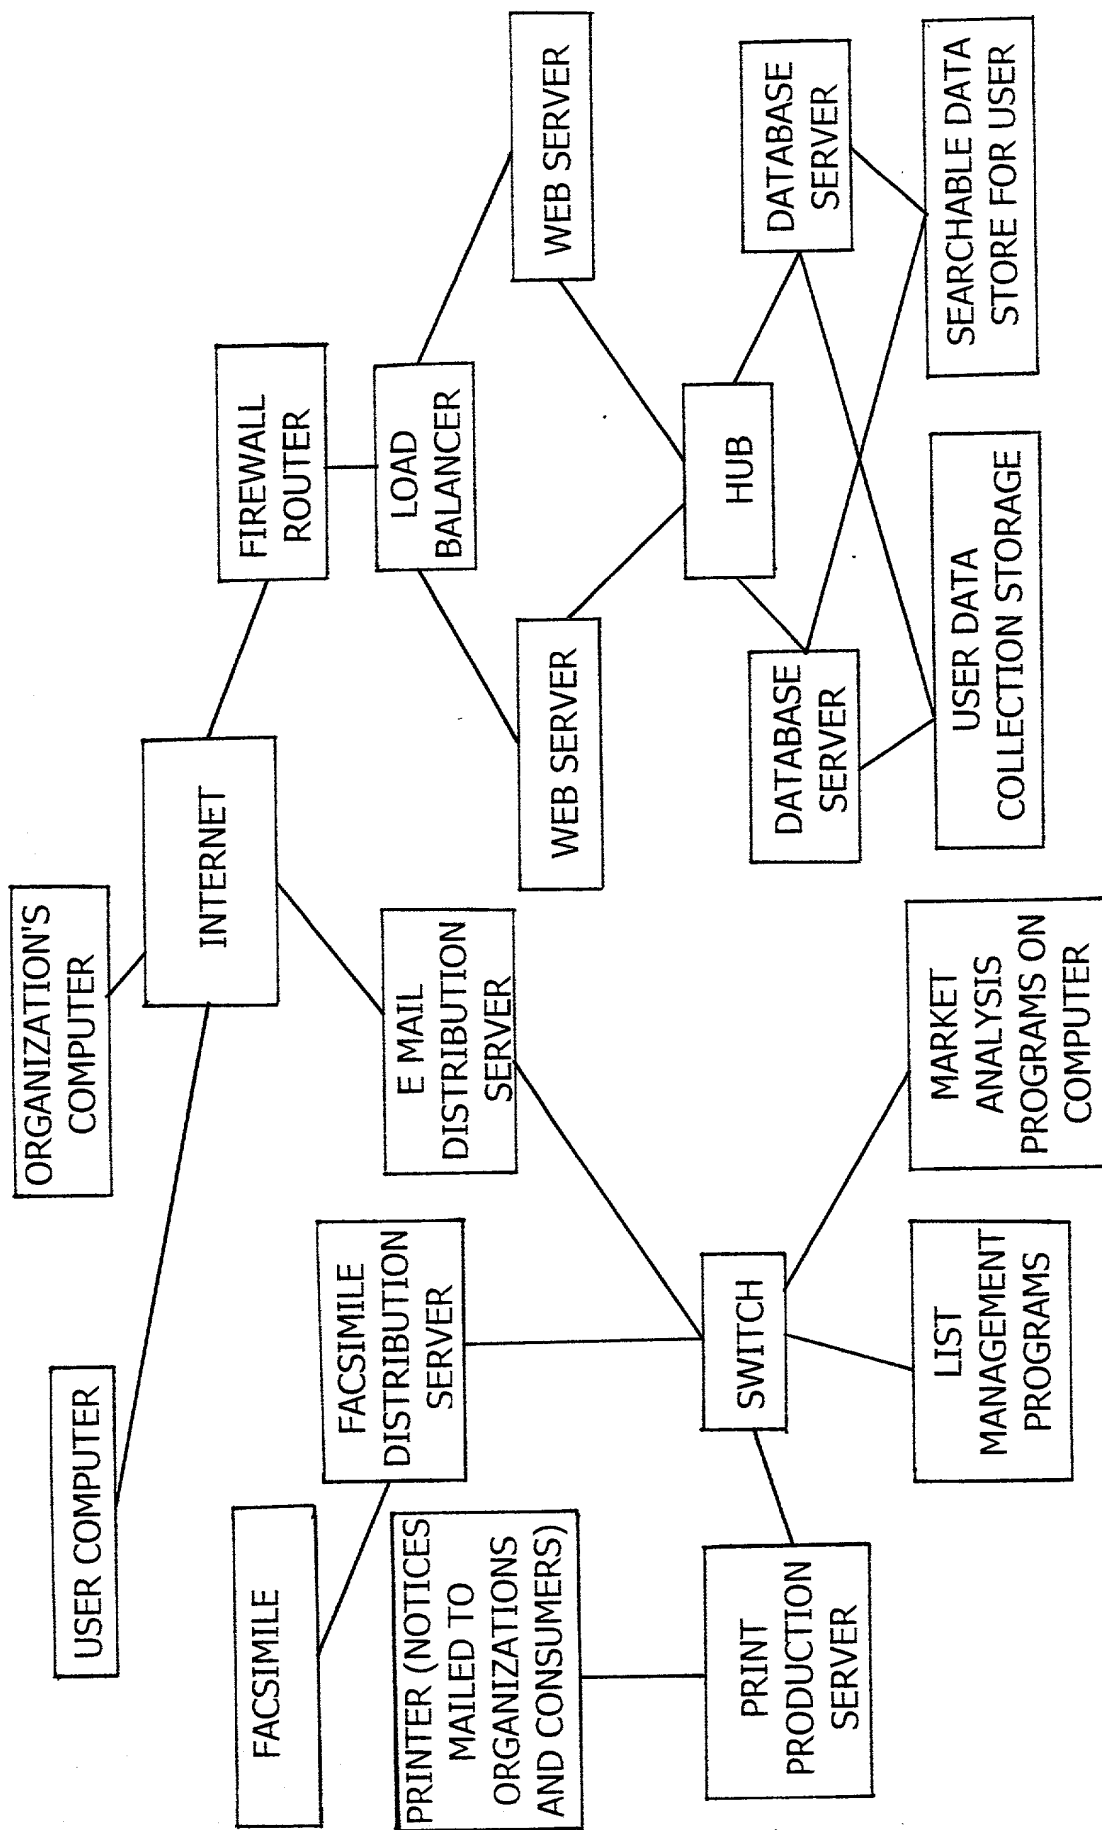 USER COMPUTER
ORGANIZATION'S
COMPUTER
INTERNET
FACSIMILE
FACSIMILE
DISTRIBUTION
SERVER
E MAIL
DISTRIBUTION
SERVER
FIREWALL
ROUTER
LOAD
BALANCER
PRINTER (NOTICES
MAILED TO
ORGANIZATIONS
AND CONSUMERS)
WEB SERVER
WEB SERVER
PRINT
PRODUCTION
SERVER
SWITCH
HUB
DATABASE
SERVER
DATABASE
SERVER
LIST
MANAGEMENT
PROGRAMS
MARKET
ANALYSIS
PROGRAMS ON
COMPUTER
USER DATA
COLLECTION STORAGE
SEARCHABLE DATA
STORE FOR USER